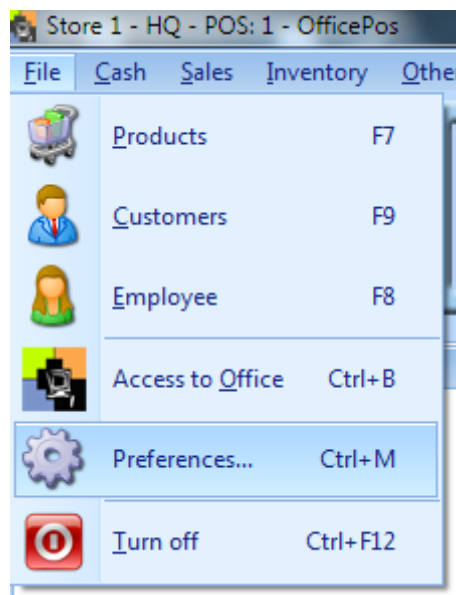 Store 1 - HQ - POS: 1 - OfficePos
File Cash Sales Inventory Othe
Products F7
Customers F9
Employee F8
Access to Office Ctrl+B
Preferences... Ctrl+M
Turn off Ctrl+F12